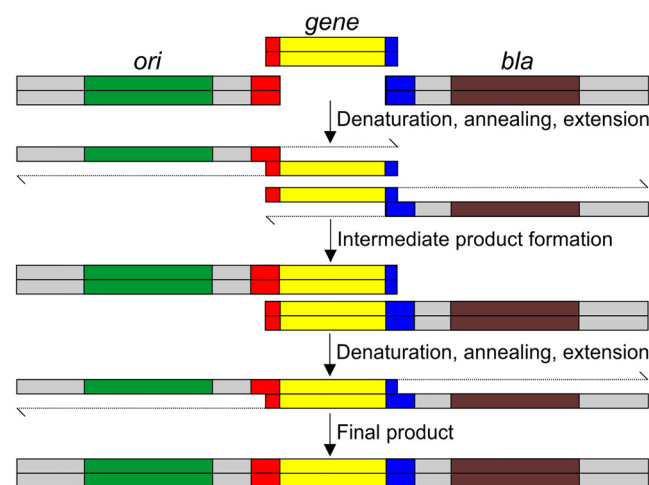 gene
ori
bla
Denaturation, annealing, extension
Intermediate product formation
Denaturation, annealing, extension
Final product